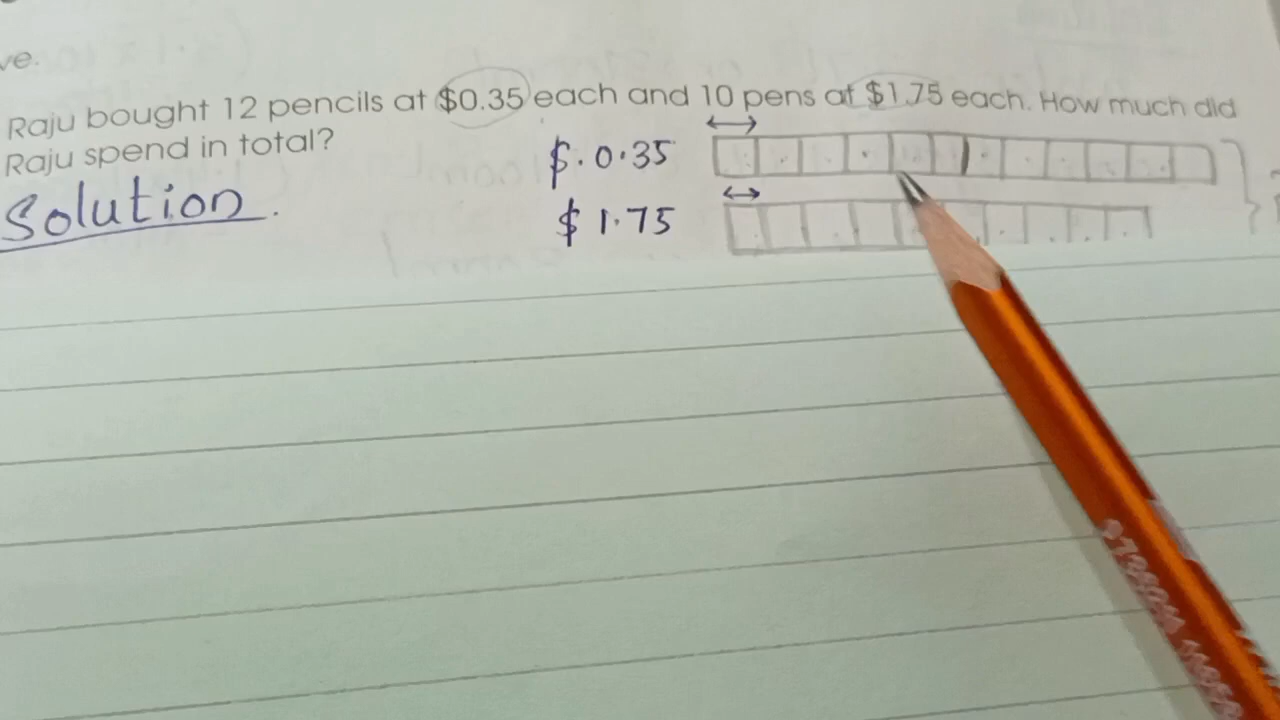 ve.
Raju bought 12 pencils at $0.35 each and 10 pens at $1.75 each. How much did
Raju spend in total?
$.0.35
Solution.
$ 1.75